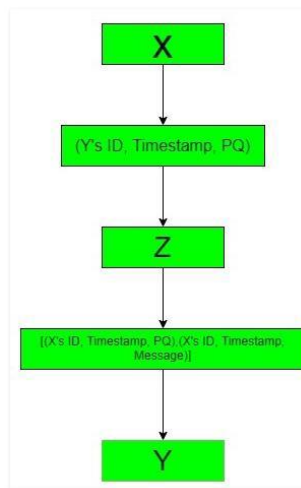 X
(Y's ID, Timestamp, PQ)
Z
[(X's ID, Timestamp, PQ),(X's ID, Timestamp,
Message)]
Y